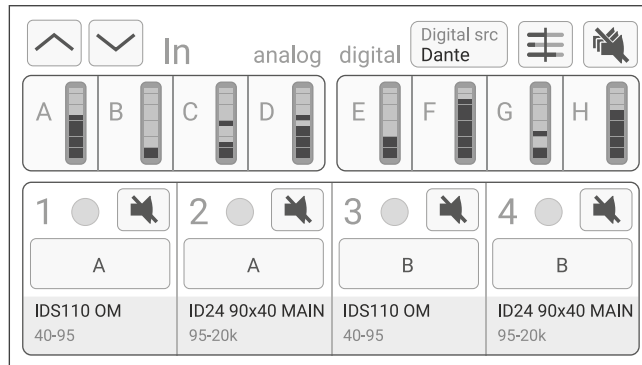 In analog digital Digital src
Dante
A B C D E F G H
1 2 3 4
A A B B
IDS110 OM ID24 90x40 MAIN IDS110 OM ID24 90x40 MAIN
40-95 95-20k 40-95 95-20k